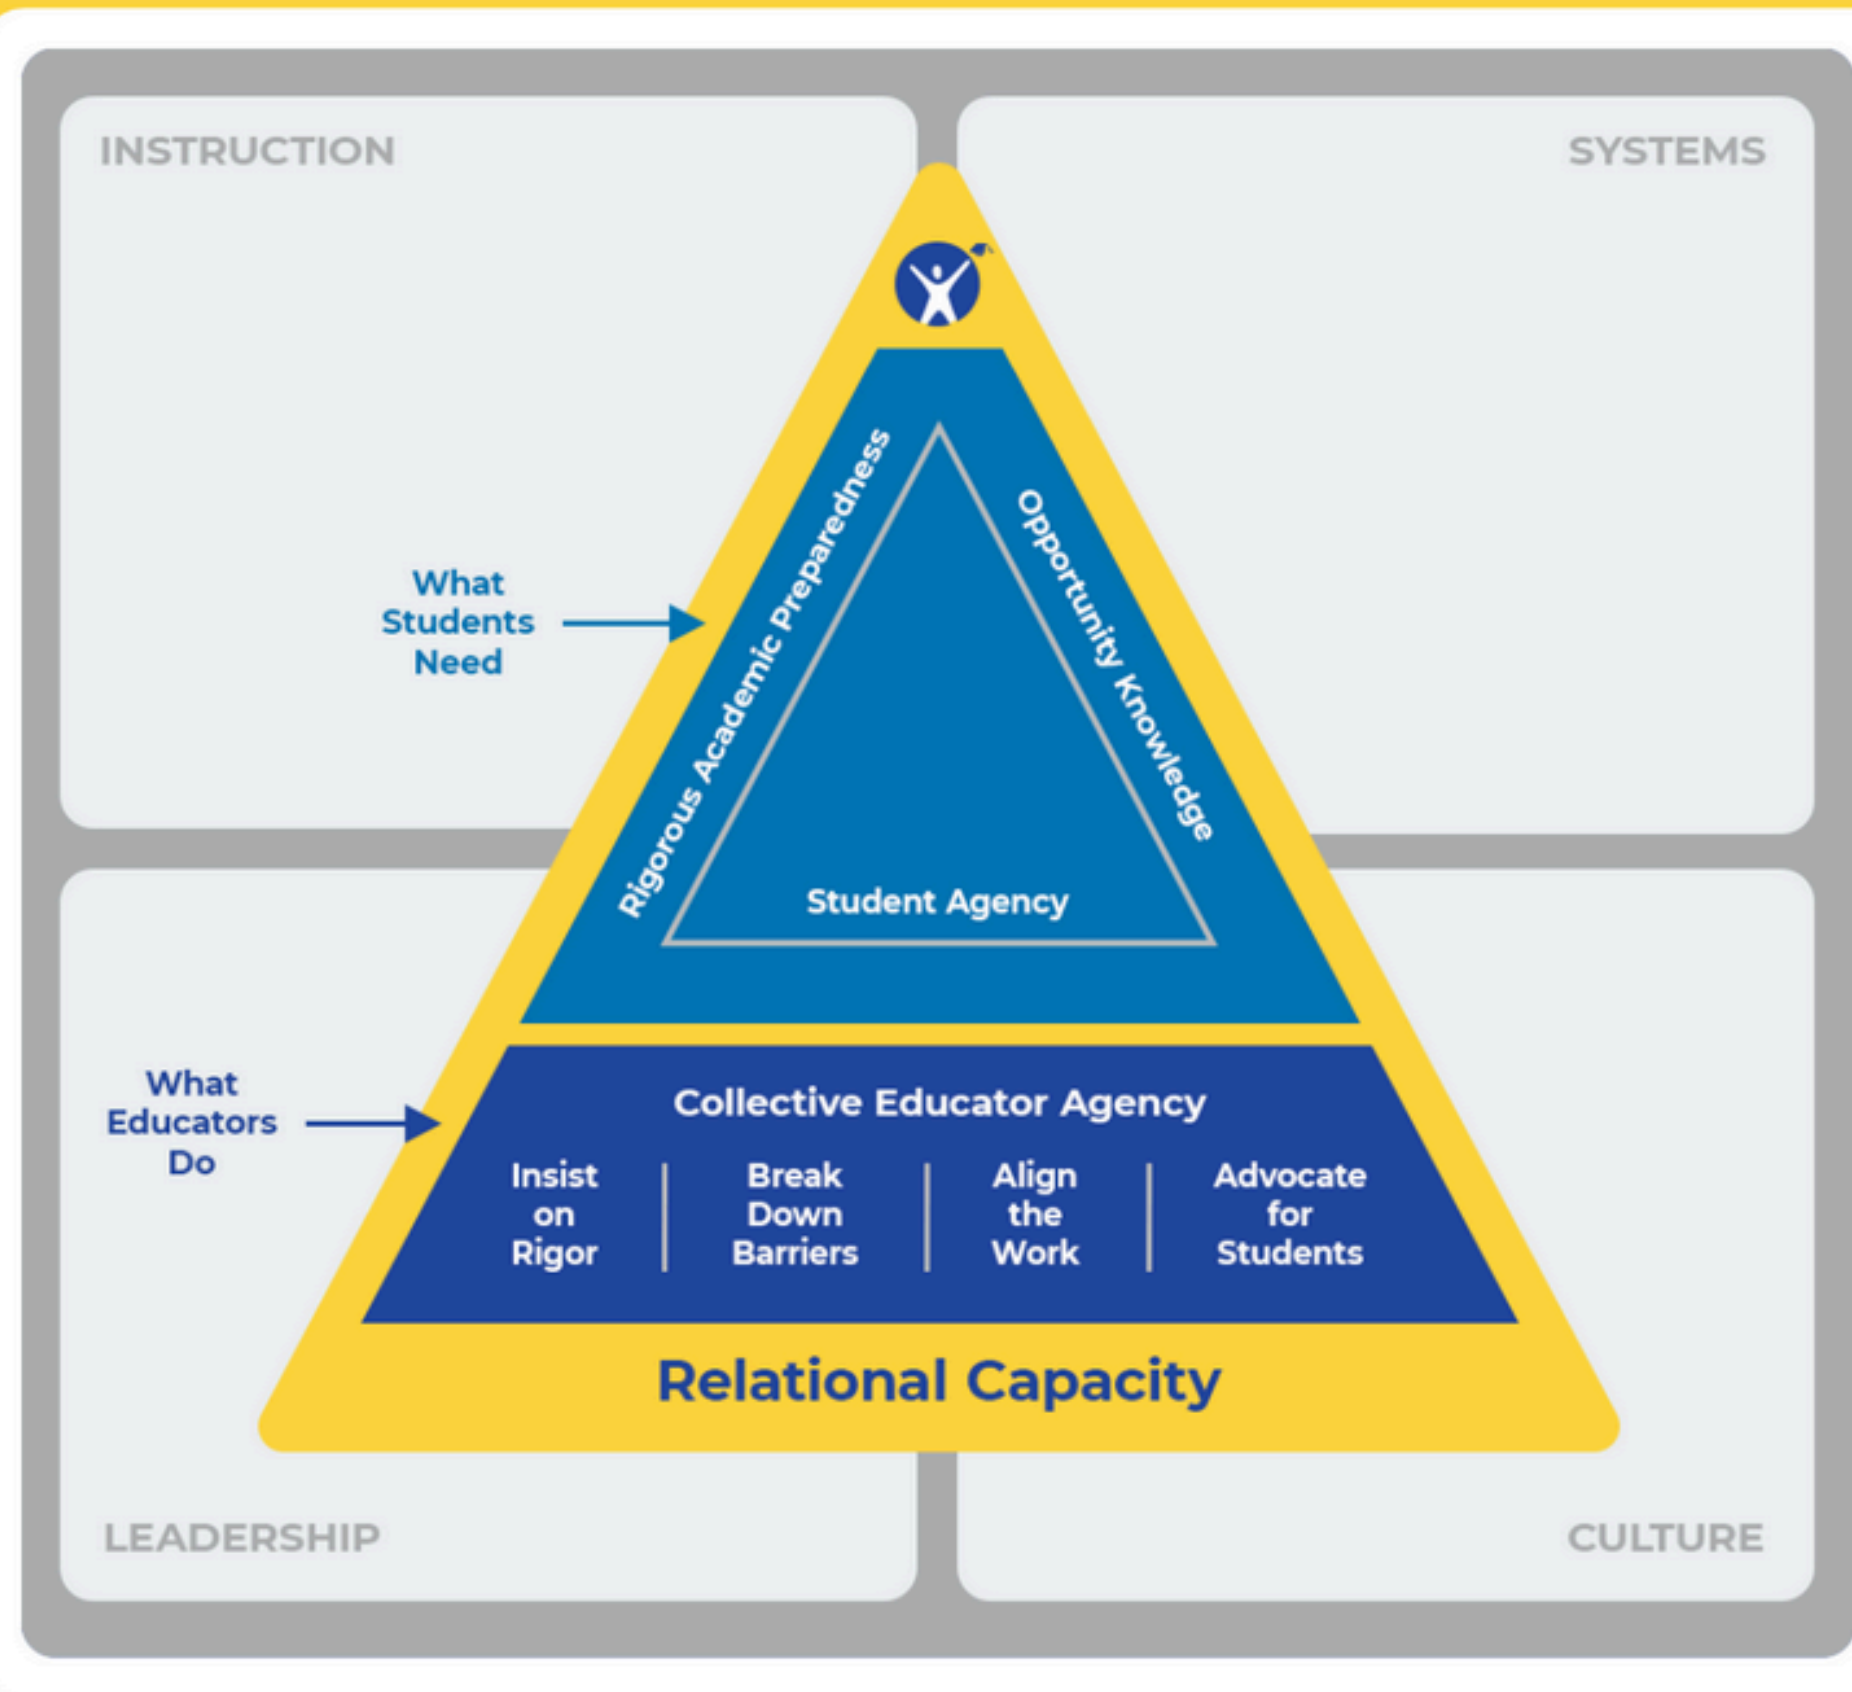 INSTRUCTION
SYSTEMS
What
Students
Need
Rigorous Academic Preparedness
Opportunity Knowledge
Student Agency
What
Educators
Do
Collective Educator Agency
Insist
on
Rigor
Break
Down
Barriers
Align
the
Work
Advocate
for
Students
Relational Capacity
LEADERSHIP
CULTURE